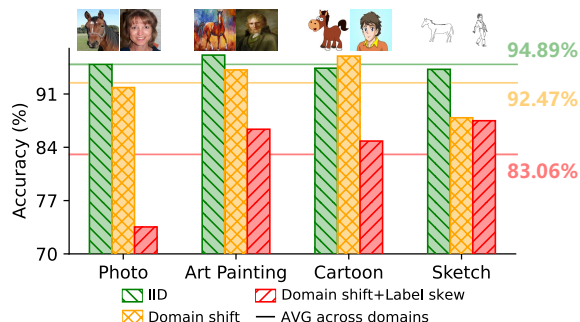 94.89%
92.47%
83.06%
Accuracy (%)
91
84
77
70
Photo
Art Painting
Cartoon
Sketch
IID
Domain shift+Label skew
Domain shift
AVG across domains